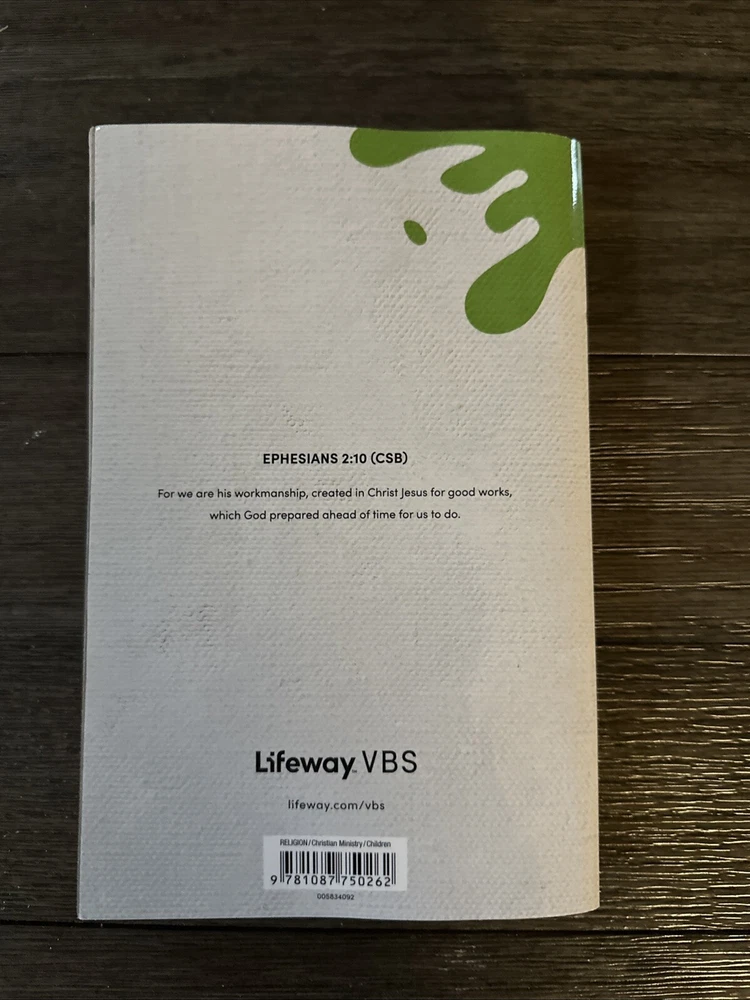 EPHESIANS 2:10 (CSB)
For we are his workmanship, created in Christ Jesus for good works,
which God prepared ahead of time for us to do.
Lifeway™ VBS
lifeway.com/vbs
RELIGION/Christian Ministry/Children
9 781087 750262
005834092